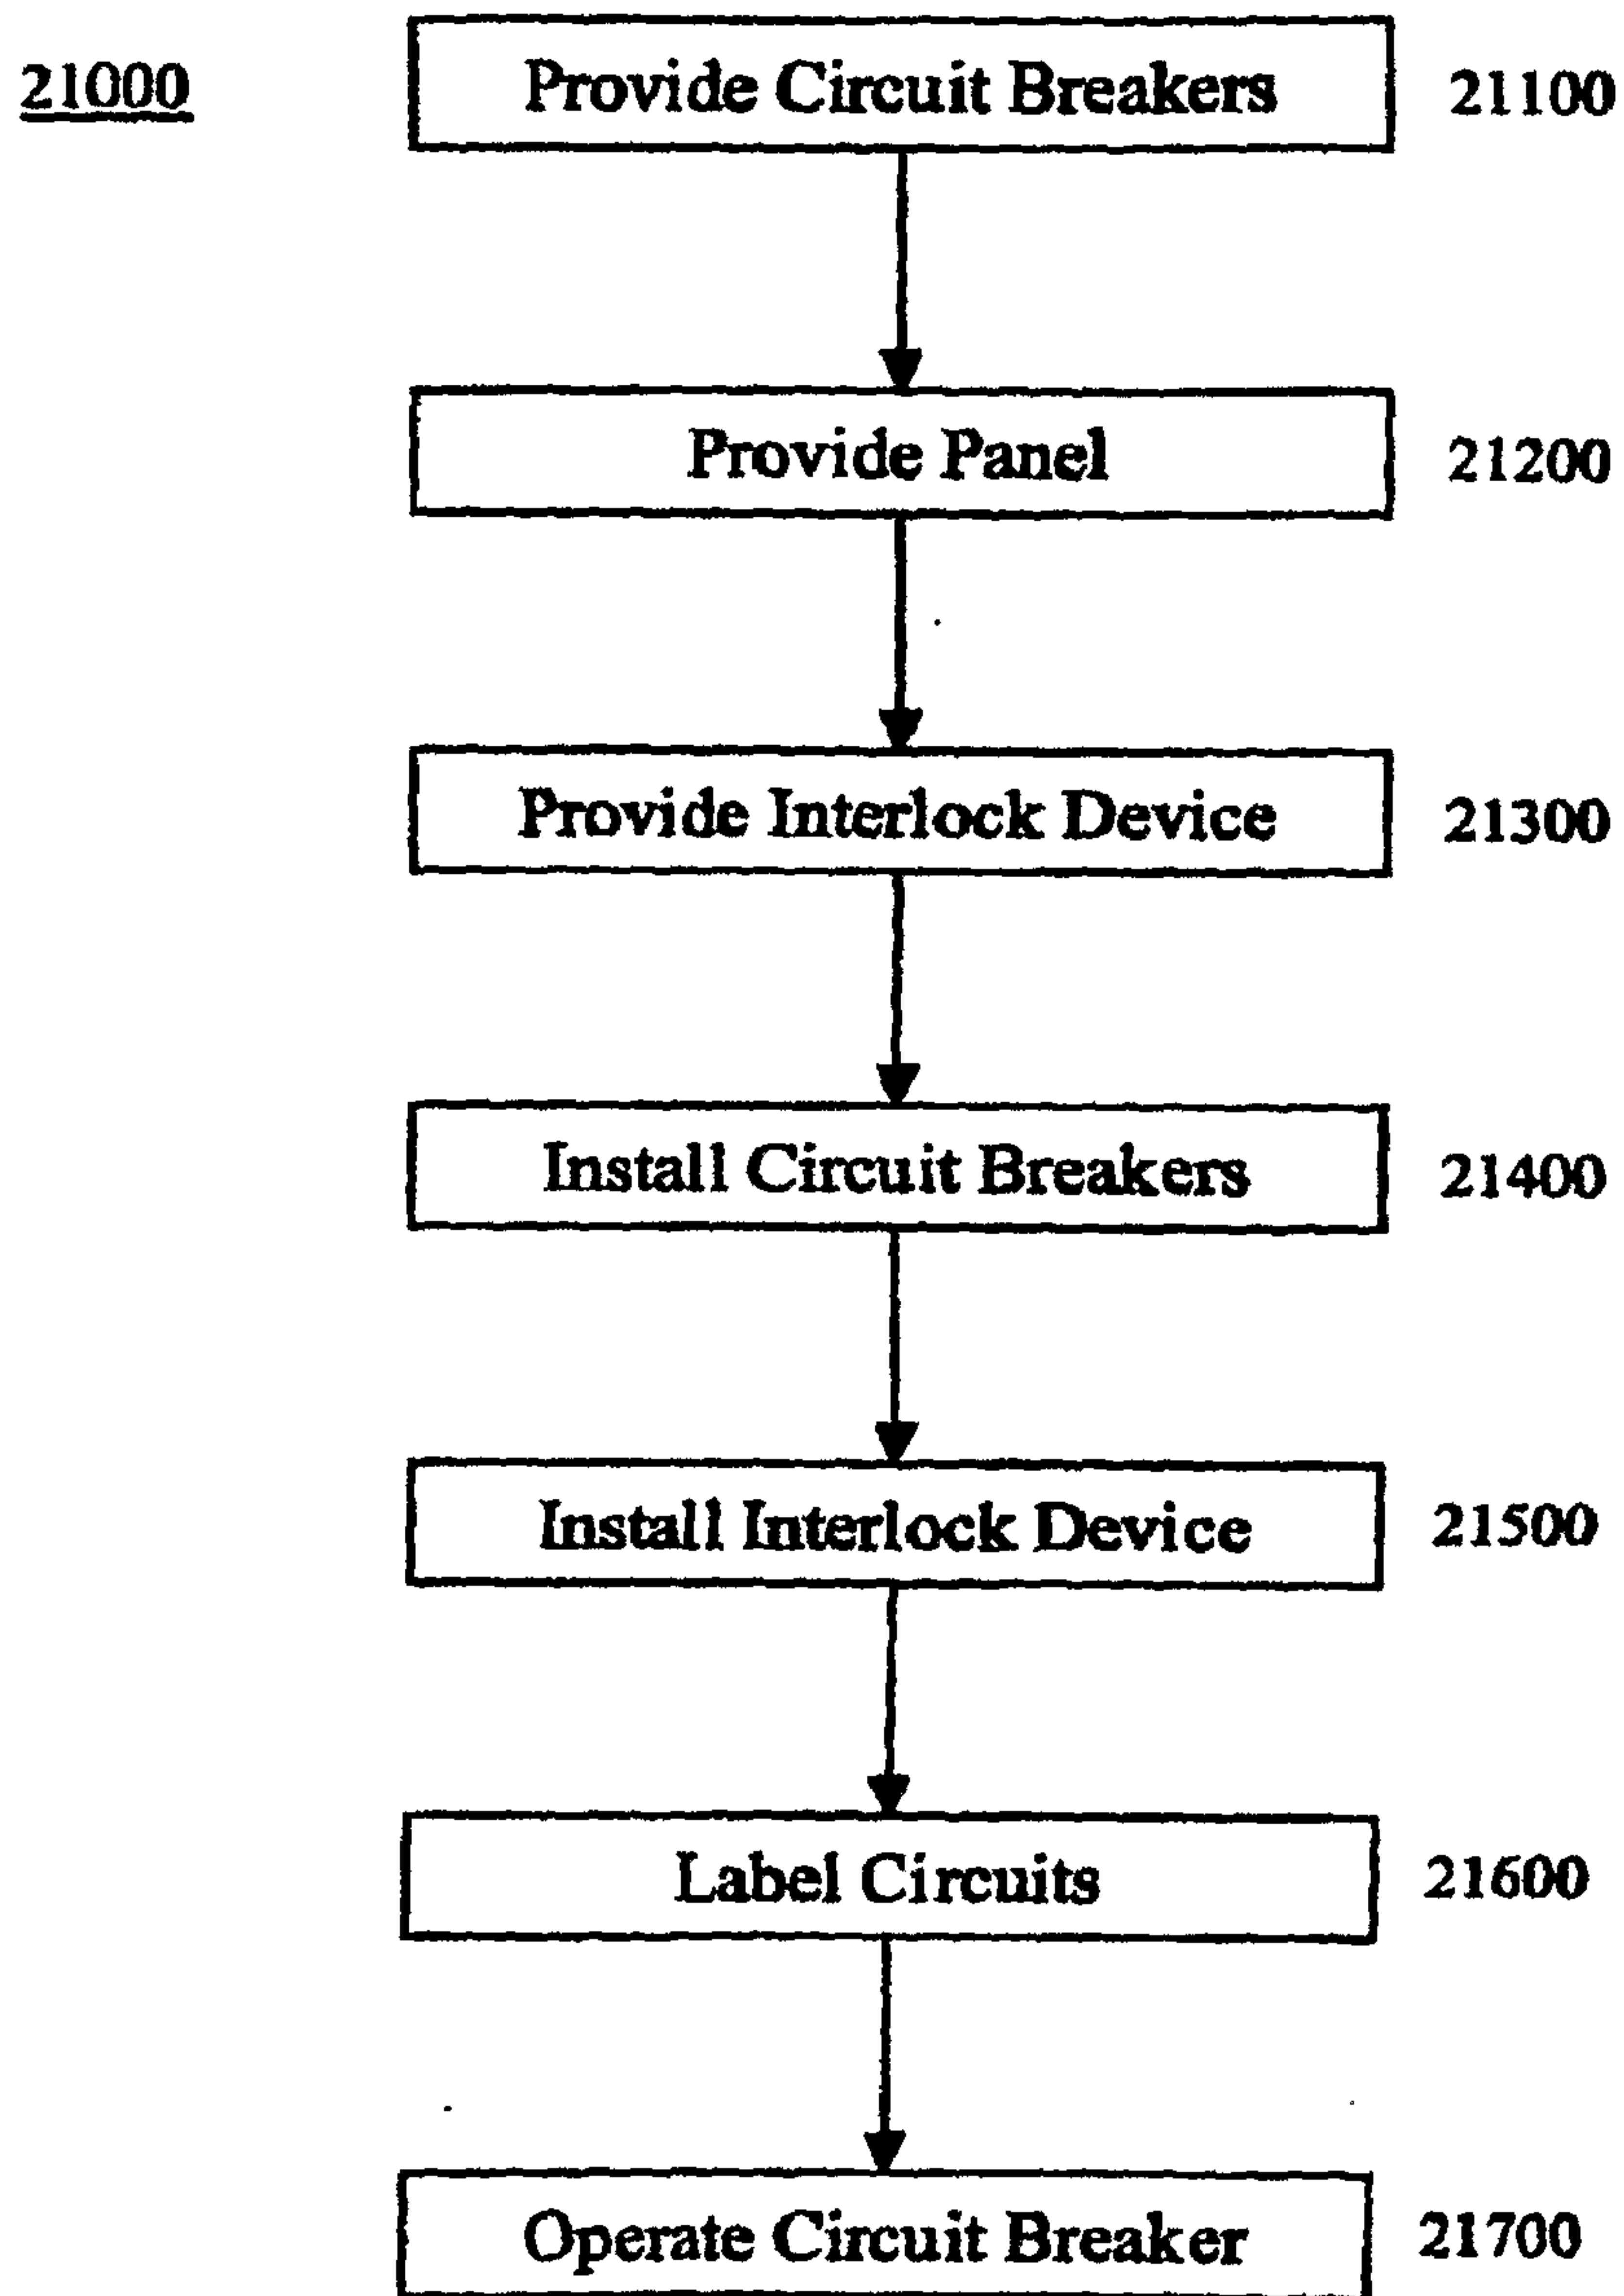 21000
Provide Circuit Breakers 21100
Provide Panel 21200
Provide Interlock Device 21300
Install Circuit Breakers 21400
Install Interlock Device 21500
Label Circuits 21600
Operate Circuit Breaker 21700